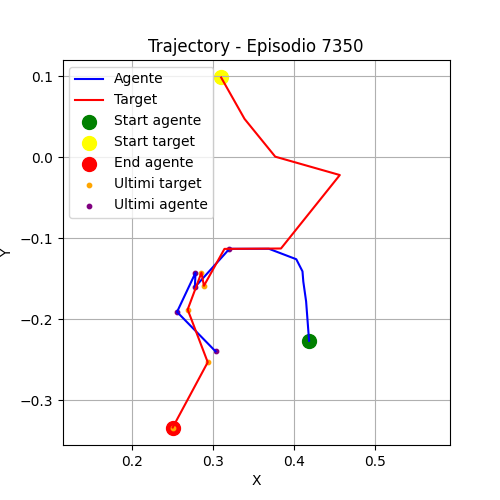 Trajectory - Episodio 7350
Agente
Target
Start agente
Start target
End agente
Ultimi target
Ultimi agente
0.1
0.0
−0.1
−0.2
−0.3
Y
0.2
0.3
0.4
0.5
X